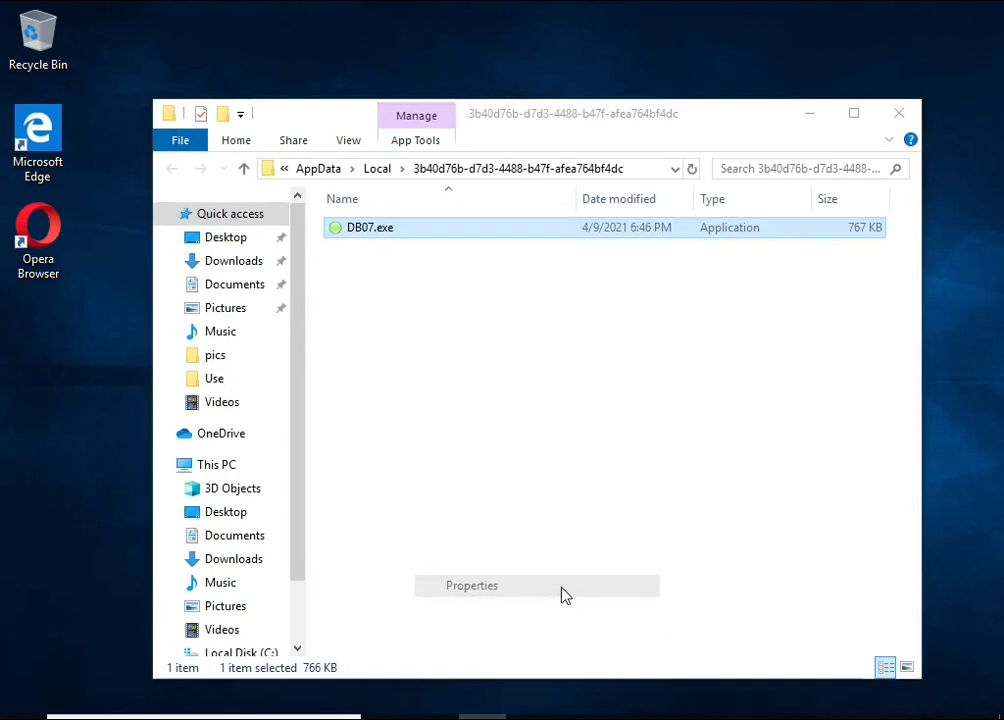 Recycle Bin
Microsoft
Edge
Opera
Browser
Manage
3b40d76b-d7d3-4488-b47f-afea764bf4dc
File
Home
Share
View
App Tools
« AppData > Local > 3b40d76b-d7d3-4488-b47f-afea764bf4dc
Search 3b40d76b-d7d3-4488-...
Name
Date modified
Type
Size
DB07.exe
4/9/2021 6:46 PM
Application
767 KB
Quick access
Desktop
Downloads
Documents
Pictures
Music
pics
Use
Videos
OneDrive
This PC
3D Objects
Desktop
Documents
Downloads
Music
Pictures
Videos
Local Disk (C:)
Properties
1 item
1 item selected 766 KB